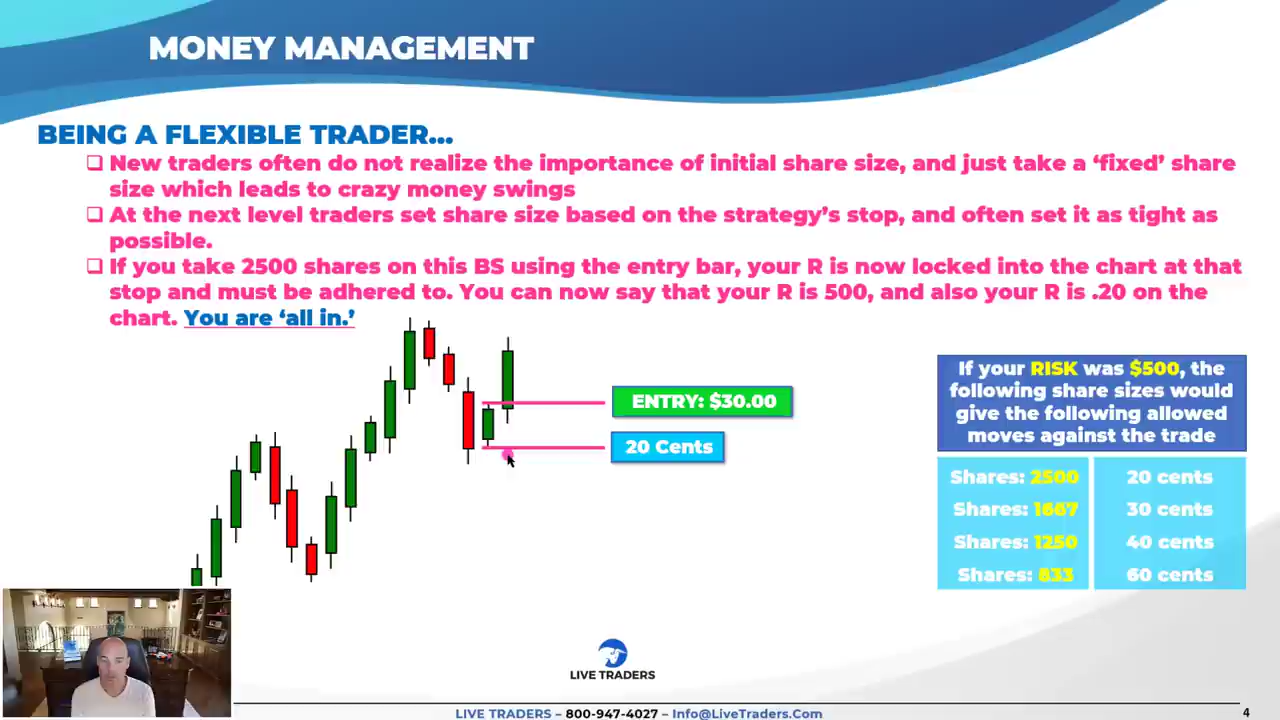 MONEY MANAGEMENT
BEING A FLEXIBLE TRADER...
❑ New traders often do not realize the importance of initial share size, and just take a ‘fixed’ share
size which leads to crazy money swings
❑ At the next level traders set share size based on the strategy’s stop, and often set it as tight as
possible.
❑ If you take 2500 shares on this BS using the entry bar, your R is now locked into the chart at that
stop and must be adhered to. You can now say that your R is 500, and also your R is .20 on the
chart. You are ‘all in.’
ENTRY: $30.00
20 Cents
If your RISK was $500, the
following share sizes would
give the following allowed
moves against the trade
Shares: 2500 20 cents
Shares: 1667 30 cents
Shares: 1250 40 cents
Shares: 833 60 cents
LIVE TRADERS
LIVE TRADERS – 800-947-4027 – Info@LiveTraders.Com
4